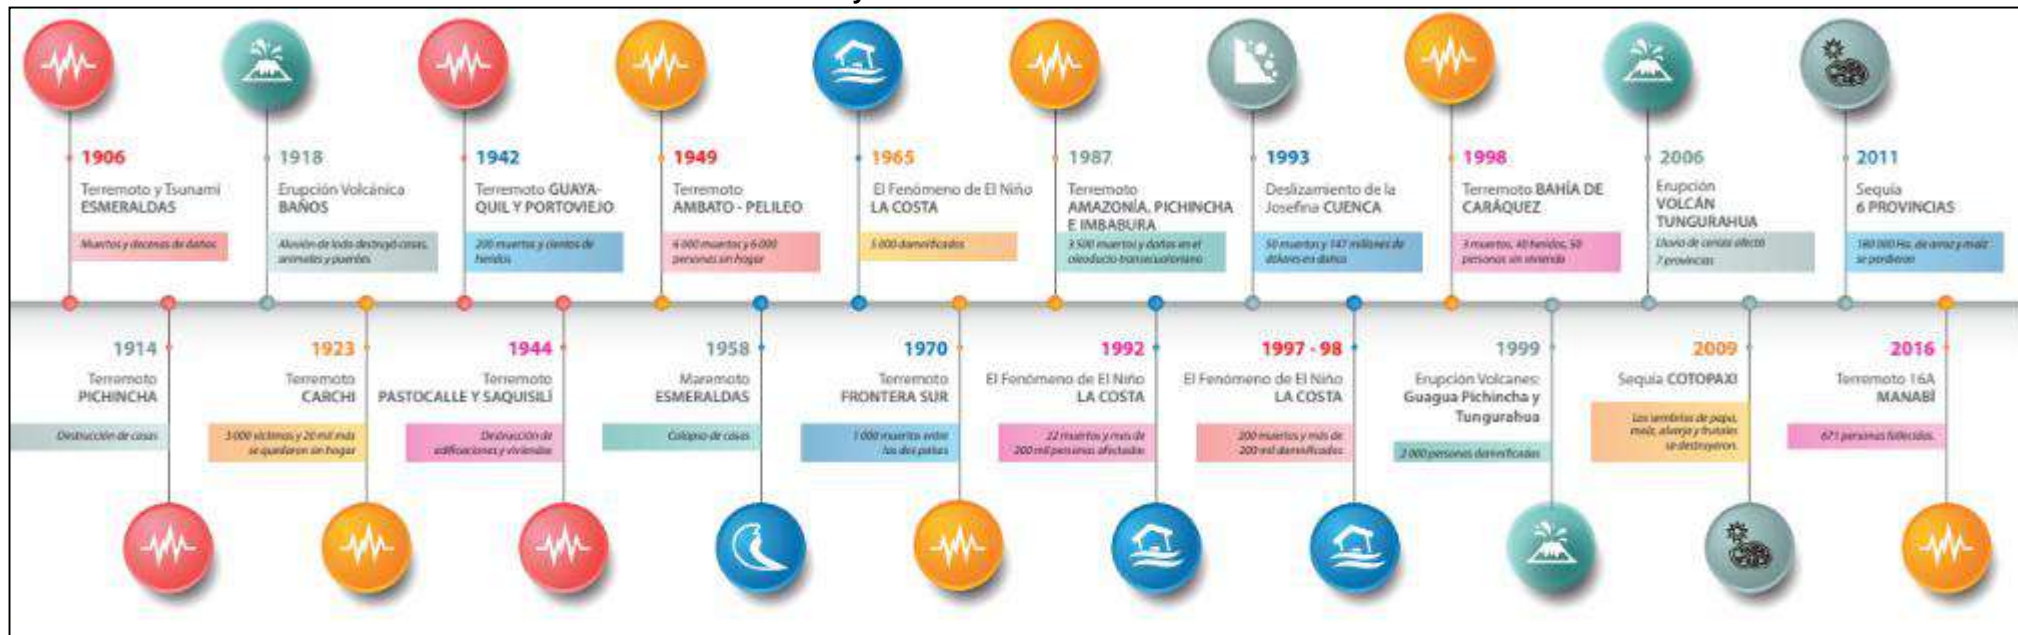 y
1906
Terremoto y Tsunami
ESMERALDAS
Muertos y decenas de daños
1918
Erupción Volcánica
BAÑOS
Aluvión de lodo destruyó casas,
animales y puentes
1942
Terremoto GUAYA-
QUIL Y PORTOVIEJO
200 muertos y cientos de
heridos
1949
Terremoto
AMBATO - PELILEO
6 000 muertos y 6 000
personas sin hogar
1965
El Fenómeno de El Niño
LA COSTA
5 000 damnificados
1987
Terremoto
AMAZONÍA, PICHINCHA
E IMBABURA
3 500 muertos y daños en el
oleoducto transecuatoriano
1993
Deslizamiento de la
Josefina CUENCA
50 muertos y 147 millones de
dólares en daños
1998
Terremoto BAHÍA DE
CARÁQUEZ
3 muertos, 40 heridos, 50
personas sin vivienda
2006
Erupción
VOLCÁN
TUNGURAHUA
Lluvia de ceniza afectó
7 provincias
2011
Sequía
6 PROVINCIAS
180 000 Ha. de arroz y maíz
se perdieron
1914
Terremoto
PICHINCHA
Destrucción de casas
1923
Terremoto
CARCHI
3 000 víctimas y 20 mil más
se quedaron sin hogar
1944
Terremoto
PASTOCALLE Y SAQUISILÍ
Destrucción de
edificaciones y viviendas
1958
Maremoto
ESMERALDAS
Colapso de casas
1970
Terremoto
FRONTERA SUR
1 000 muertos entre
los dos países
1992
El Fenómeno de El Niño
LA COSTA
22 muertos y más de
200 mil personas afectadas
1997 - 98
El Fenómeno de El Niño
LA COSTA
200 muertos y más de
200 mil damnificados
1999
Erupción Volcanes:
Guagua Pichincha y
Tungurahua
2 000 personas damnificadas
2009
Sequía COTOPAXI
Los sembríos de papa,
maíz, alverja y frutales
se destruyeron.
2016
Terremoto 16A
MANABÍ
671 personas fallecidas.